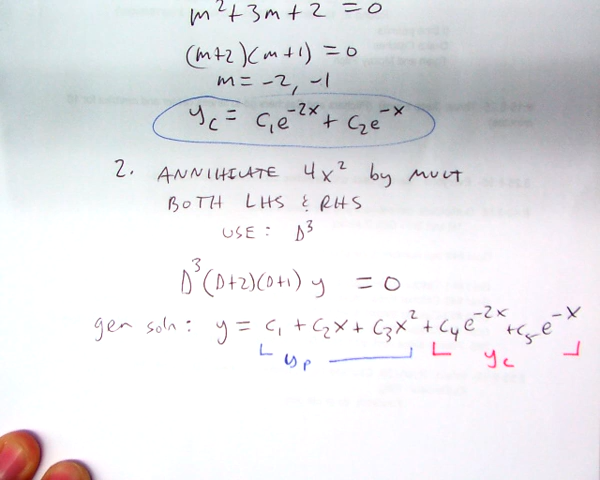 m² + 3m + 2 = 0
(m+2)(m+1) = 0
m = -2, -1
y_c = c₁e^{-2x} + c₂e^{-x}
2. ANNIHILATE 4x² by MULT
BOTH LHS & RHS
USE: D³
D³(D+2)(D+1) y = 0
gen soln: y = c₁ + c₂x + c₃x² + c₄e^{-2x} + c₅e^{-x}
y_p y_c